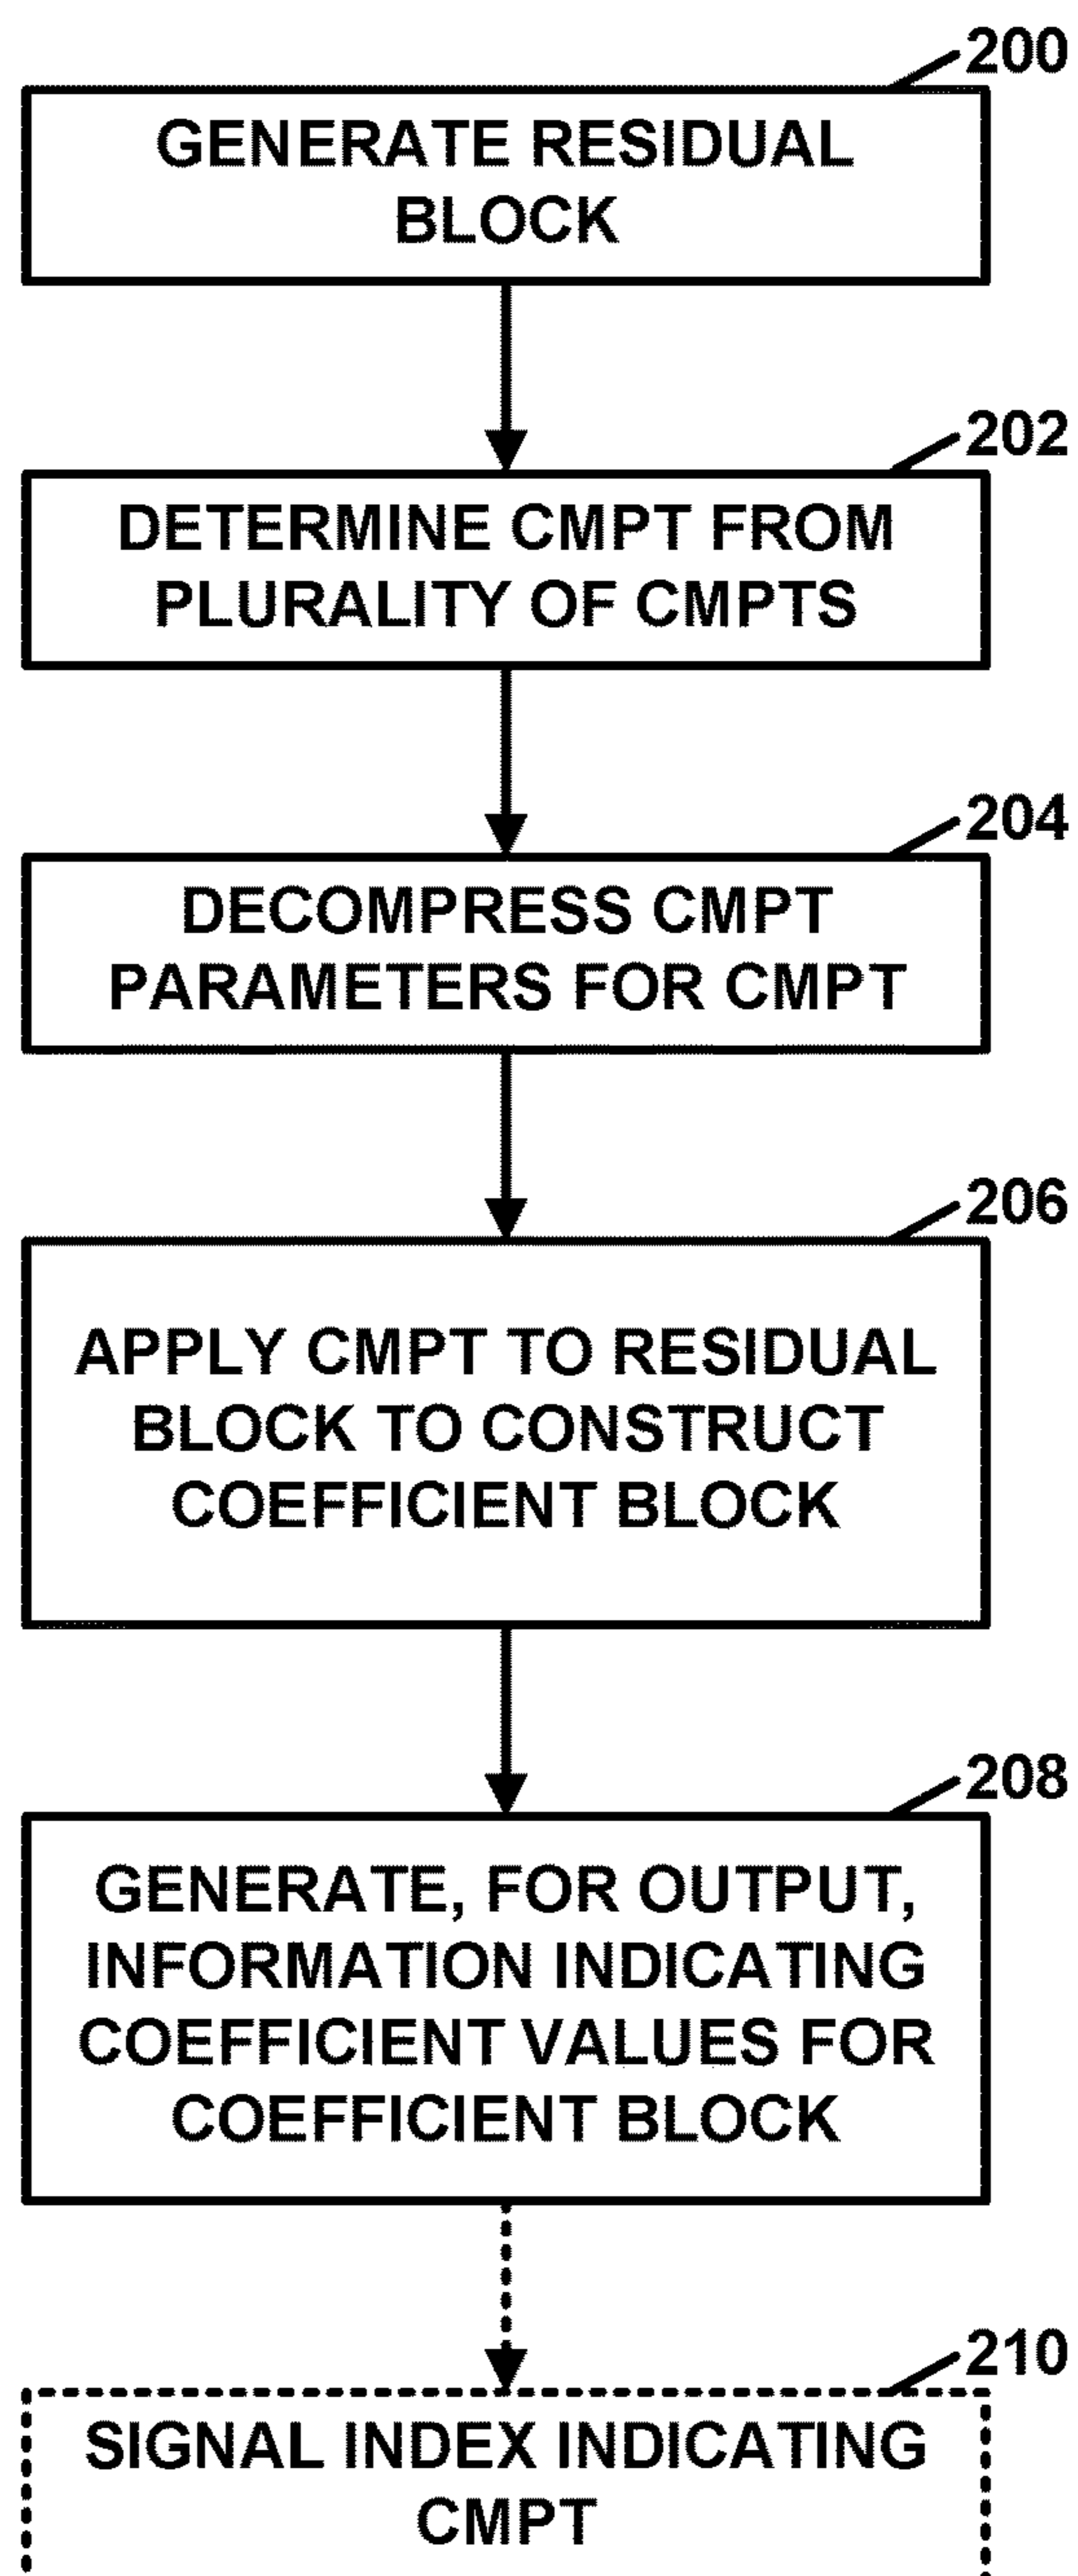 200
GENERATE RESIDUAL
BLOCK
202
DETERMINE CMPT FROM
PLURALITY OF CMPTS
204
DECOMPRESS CMPT
PARAMETERS FOR CMPT
206
APPLY CMPT TO RESIDUAL
BLOCK TO CONSTRUCT
COEFFICIENT BLOCK
208
GENERATE, FOR OUTPUT,
INFORMATION INDICATING
COEFFICIENT VALUES FOR
COEFFICIENT BLOCK
210
SIGNAL INDEX INDICATING
CMPT